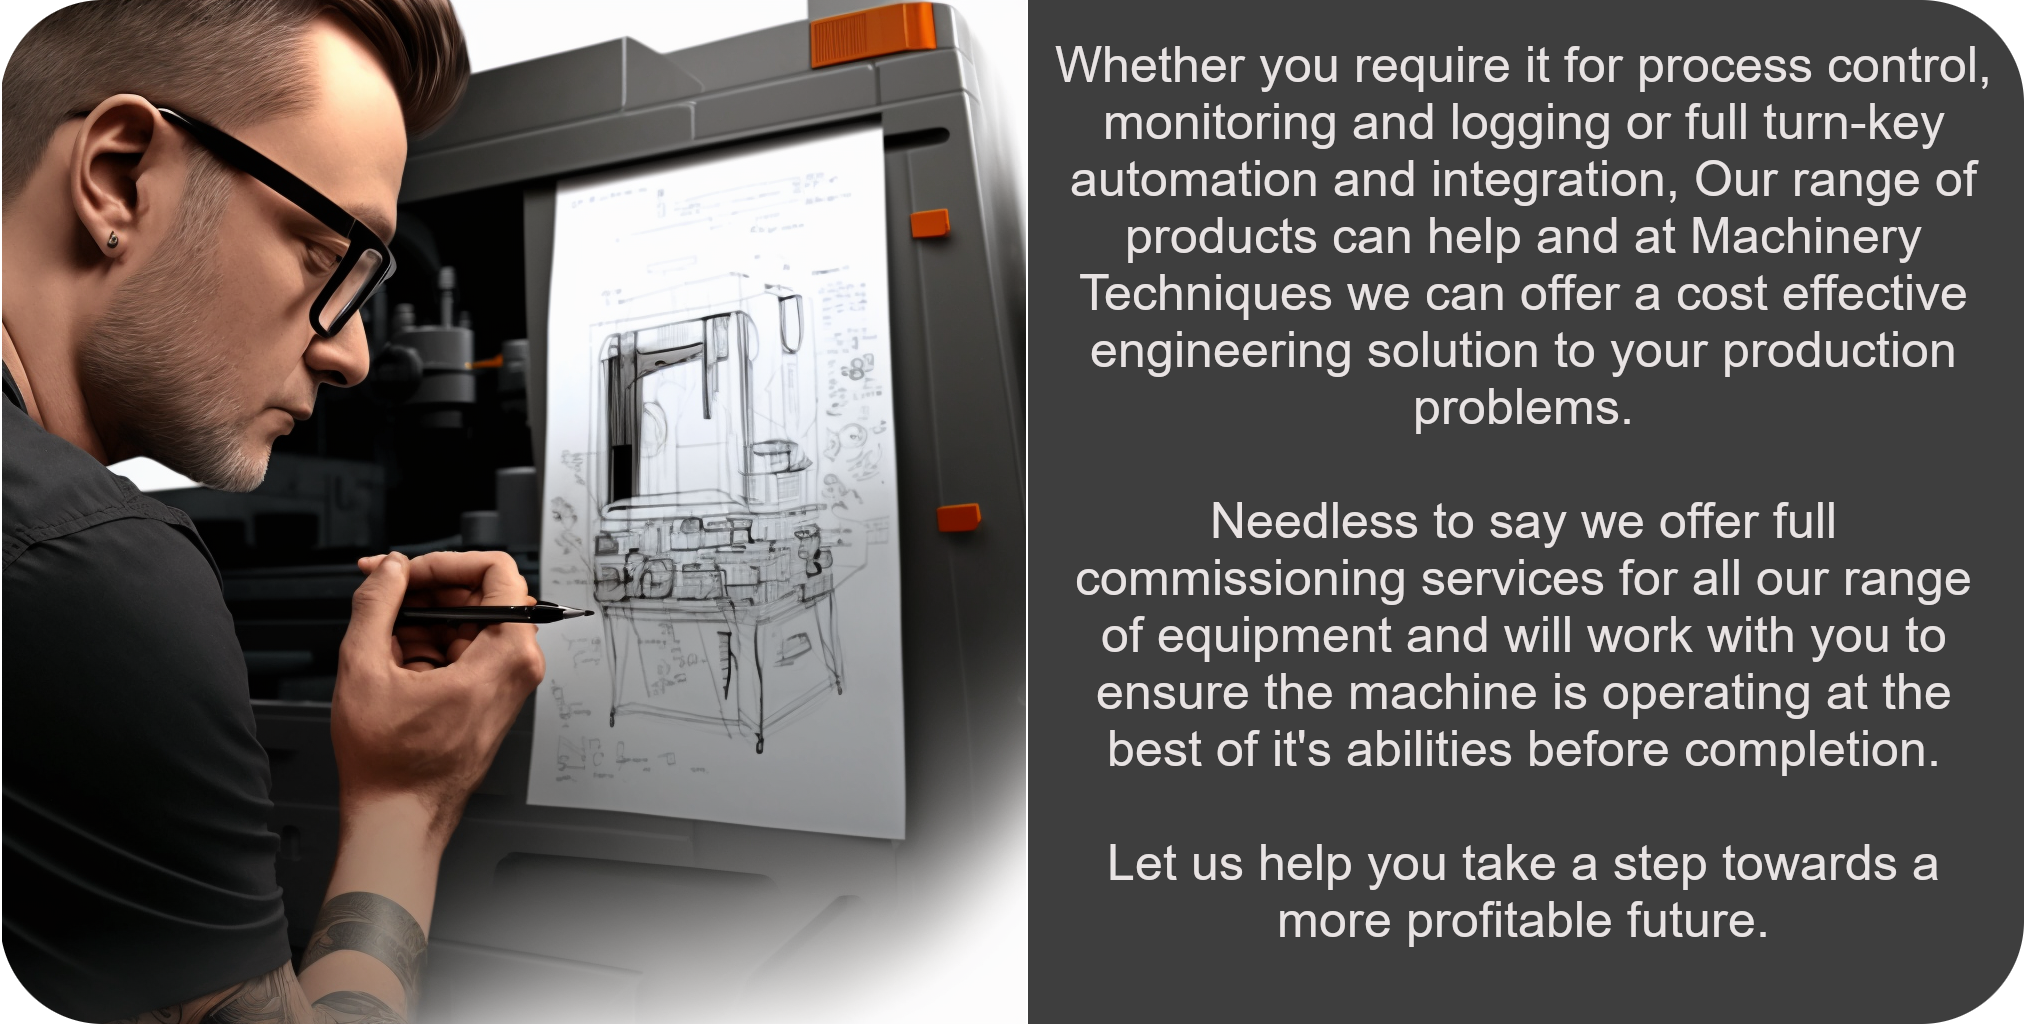 Whether you require it for process control,
monitoring and logging or full turn-key
automation and integration, Our range of
products can help and at Machinery
Techniques we can offer a cost effective
engineering solution to your production
problems.
Needless to say we offer full
commissioning services for all our range
of equipment and will work with you to
ensure the machine is operating at the
best of it's abilities before completion.
Let us help you take a step towards a
more profitable future.